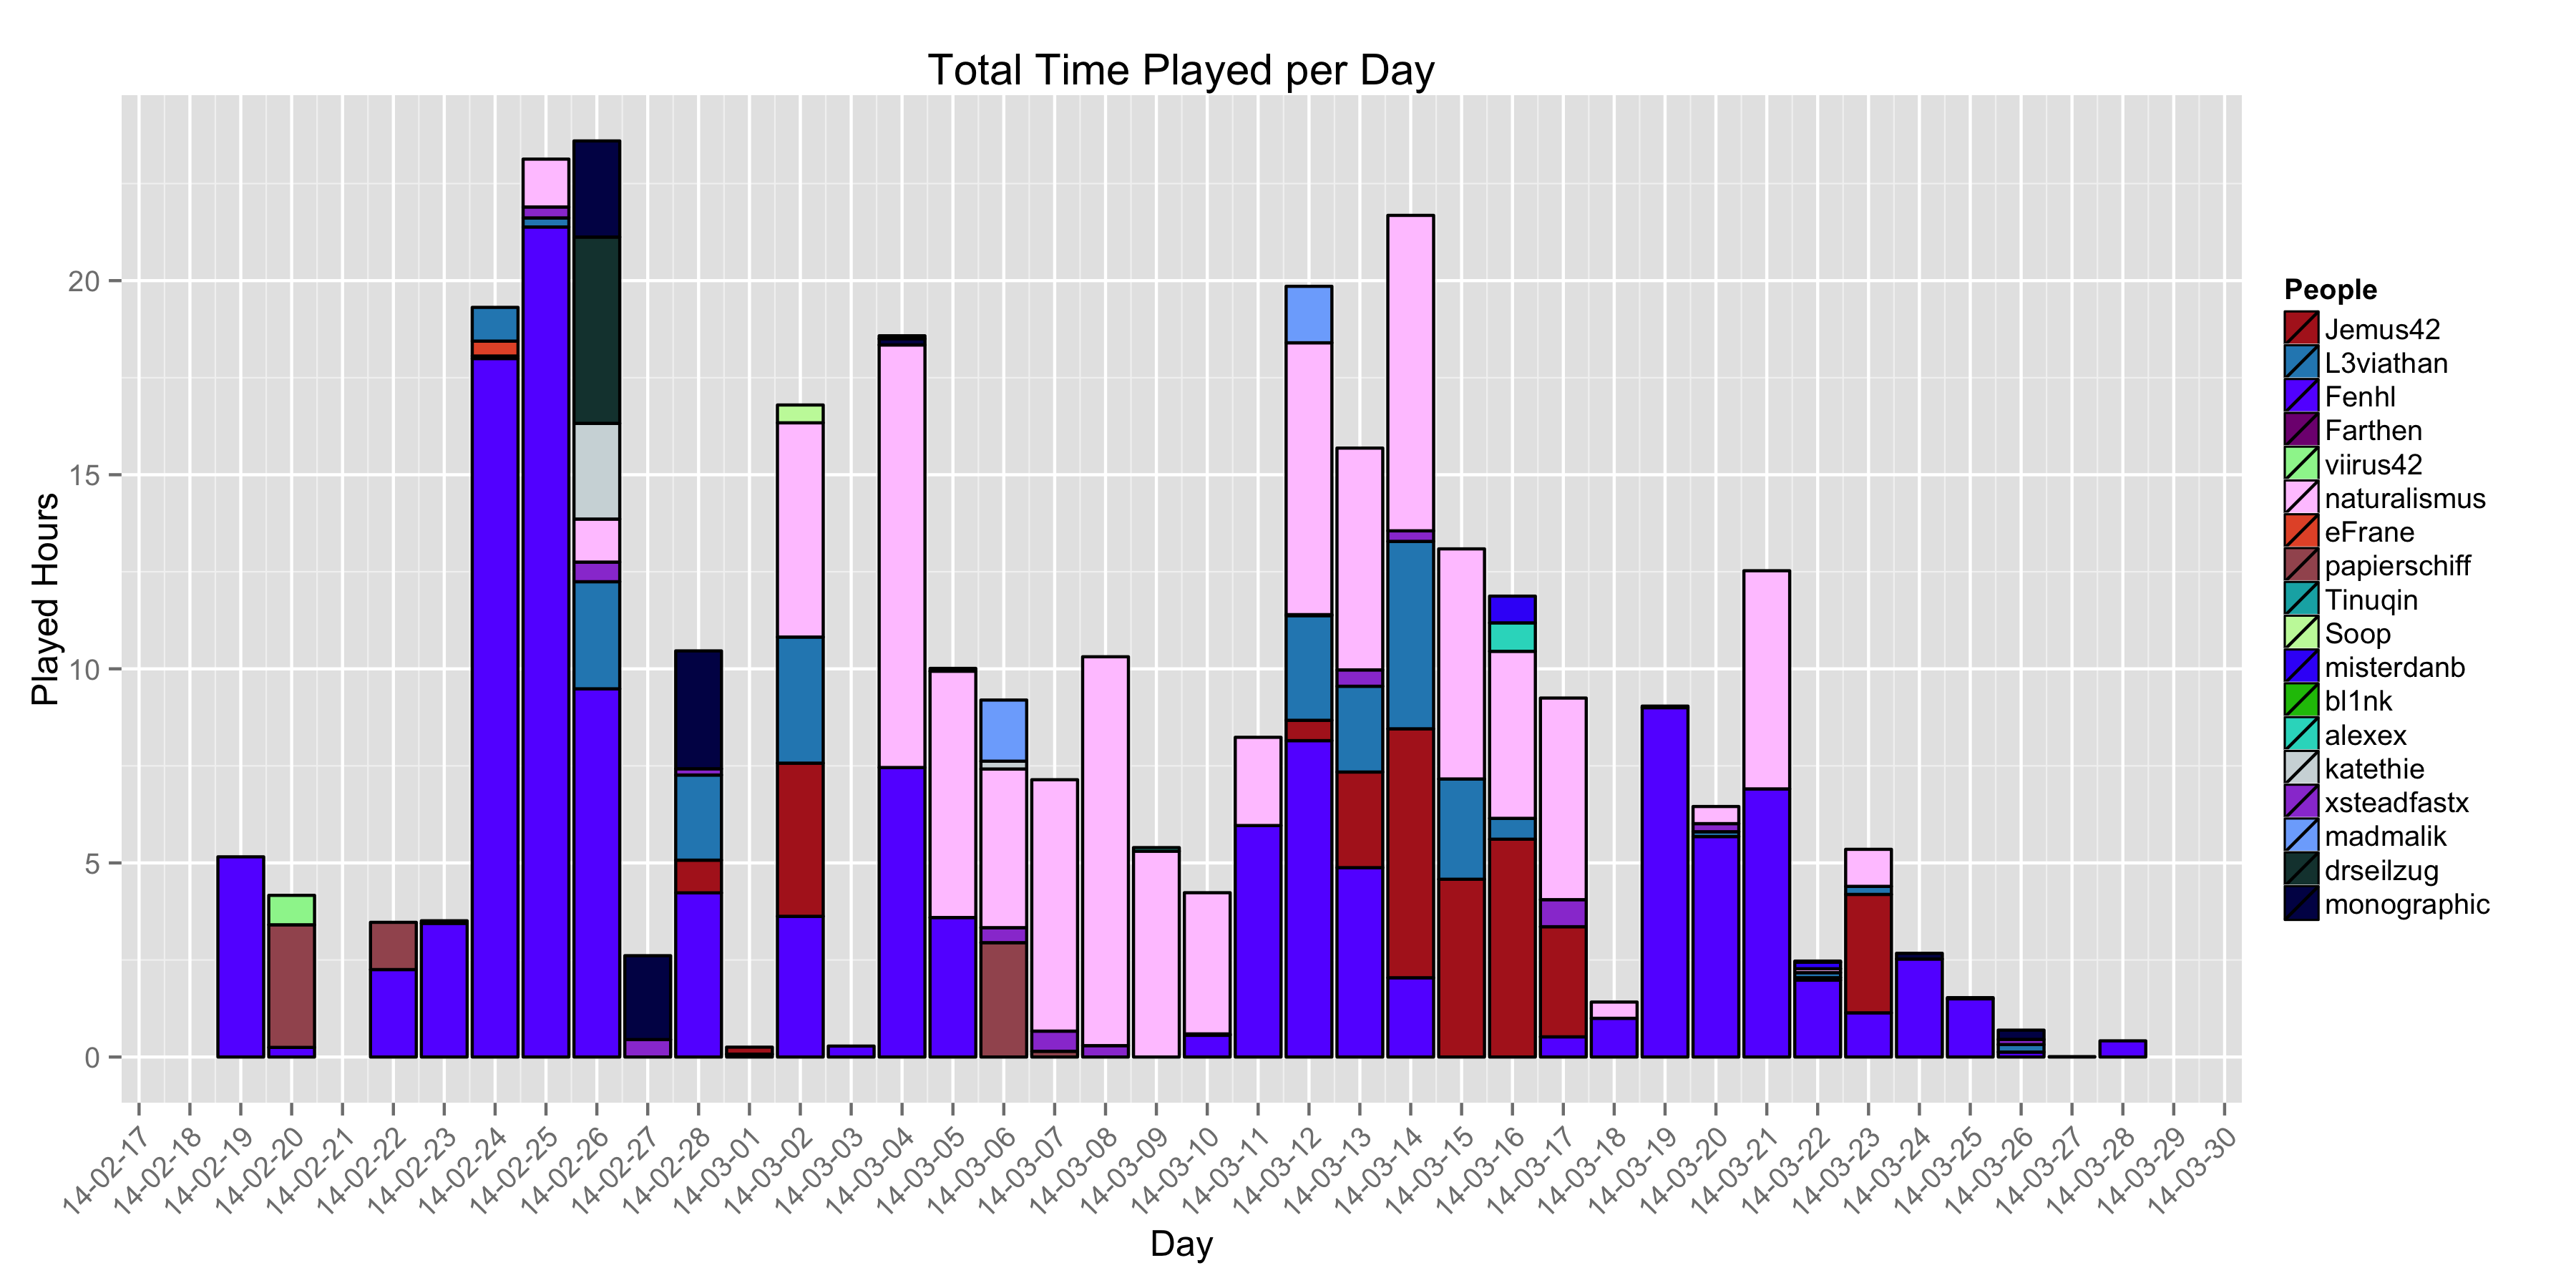 Total Time Played per Day
Played Hours
20
15
10
5
0
14-02-17
14-02-18
14-02-19
14-02-20
14-02-21
14-02-22
14-02-23
14-02-24
14-02-25
14-02-26
14-02-27
14-02-28
14-03-01
14-03-02
14-03-03
14-03-04
14-03-05
14-03-06
14-03-07
14-03-08
14-03-09
14-03-10
14-03-11
14-03-12
14-03-13
14-03-14
14-03-15
14-03-16
14-03-17
14-03-18
14-03-19
14-03-20
14-03-21
14-03-22
14-03-23
14-03-24
14-03-25
14-03-26
14-03-27
14-03-28
14-03-29
14-03-30
Day
People
Jemus42
L3viathan
Fenhl
Farthen
viirus42
naturalismus
eFrane
papierschiff
Tinuqin
Soop
misterdanb
bl1nk
alexex
katethie
xsteadfastx
madmalik
drseilzug
monographic